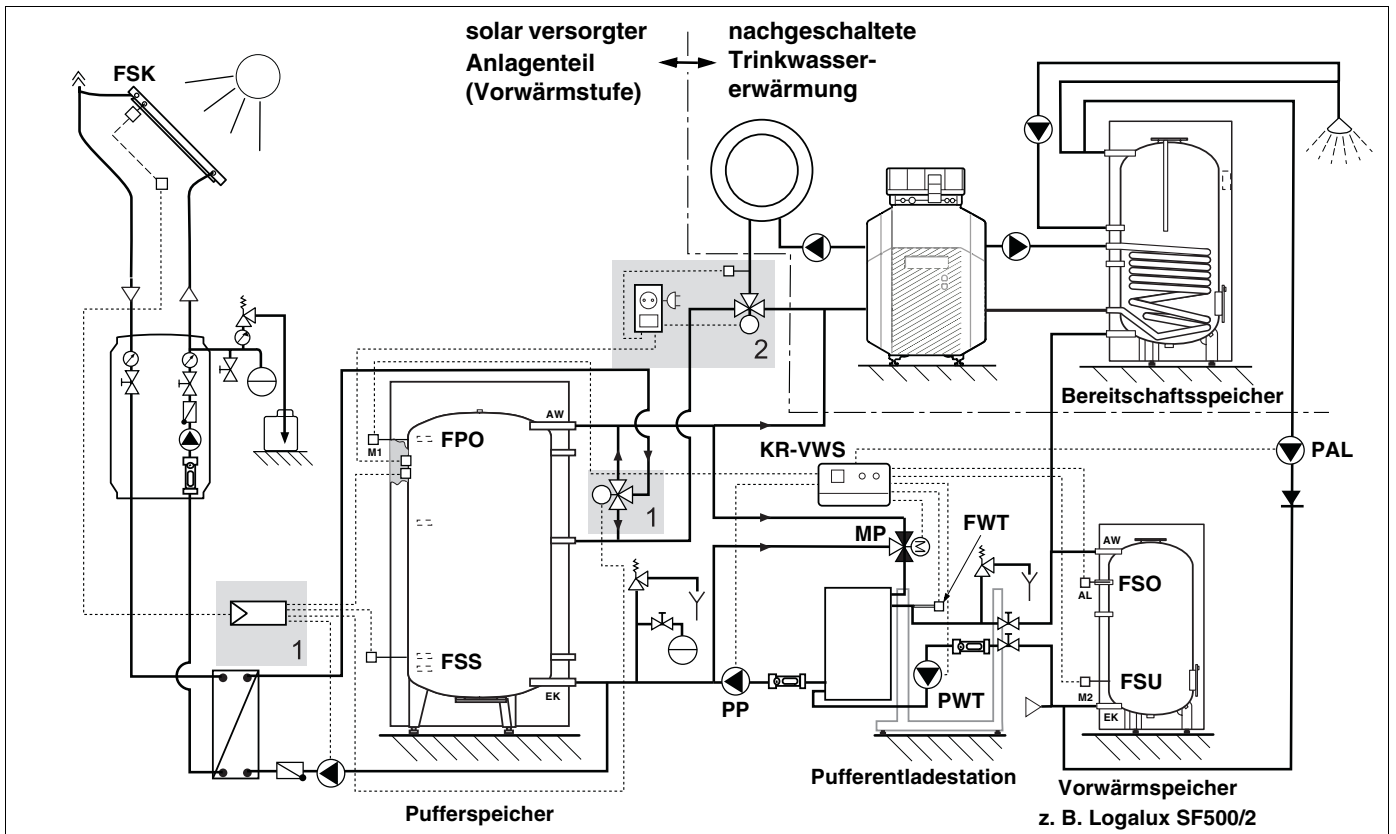 solar versorgter
Anlagenteil
(Vorwärmstufe)
nachgeschaltete
Trinkwasser-
erwärmung
FSK
2
Bereitschaftsspeicher
AW
FPO
M1
KR-VWS
PAL
1
MP
M
FWT
AW
FSO
AL
1
FSS
EK
PP
PWT
FSU
M2
EK
Pufferentladestation
Pufferspeicher
Vorwärmspeicher
z. B. Logalux SF500/2